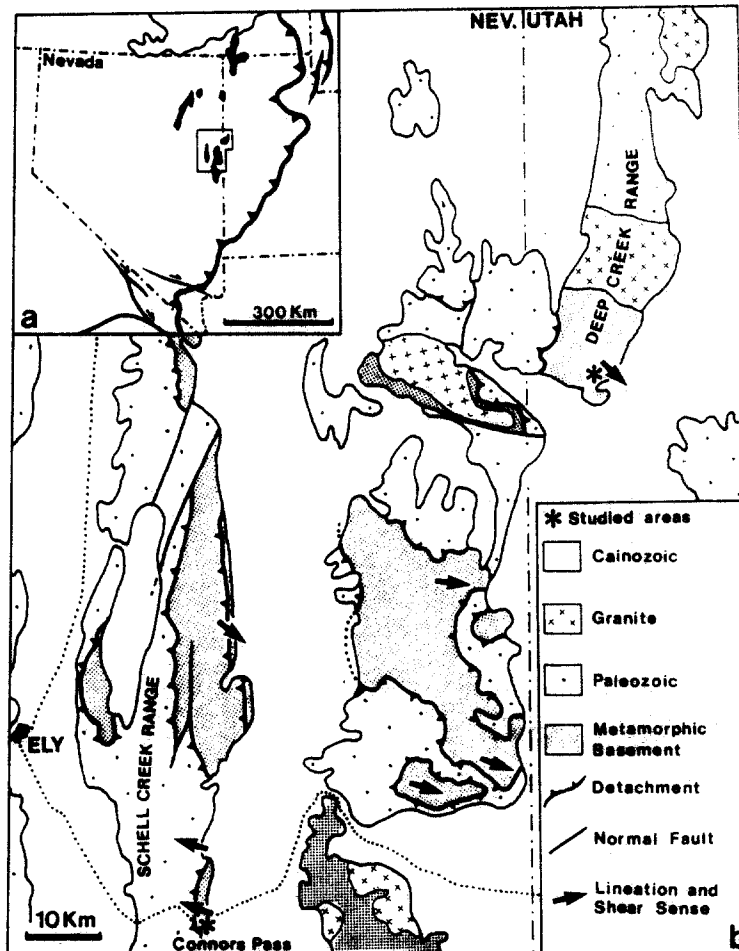 NEV. UTAH
Nevada
a
300 Km
DEEP CREEK RANGE
ELY
SCHELL CREEK RANGE
10 Km
Connors Pass
* Studied areas
Cainozoic
Granite
Paleozoic
Metamorphic
Basement
Detachment
Normal Fault
Lineation and
Shear Sense
b